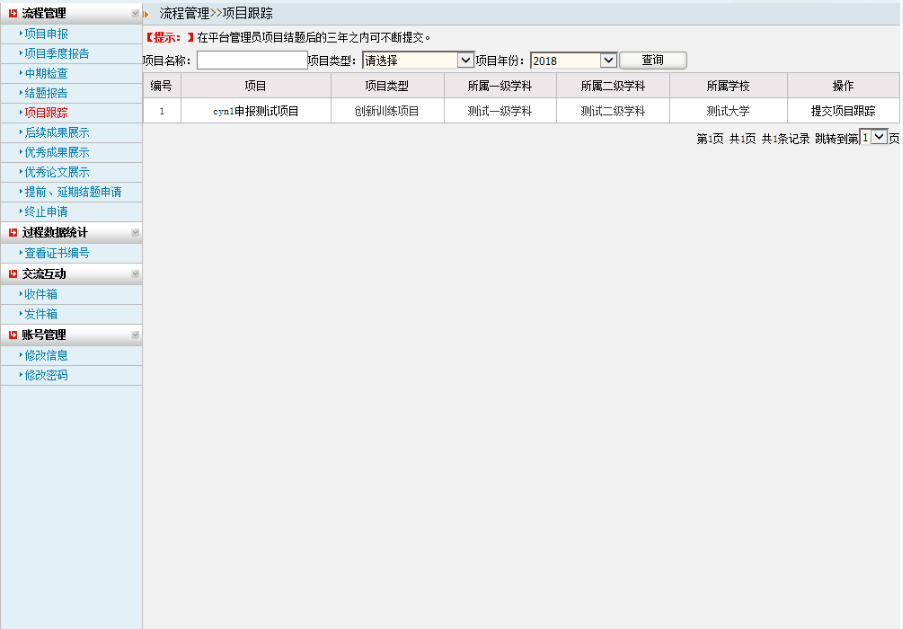 流程管理
项目申报
项目季度报告
中期检查
结题报告
项目跟踪
后续成果展示
优秀成果展示
优秀论文展示
提前、延期结题申请
终止申请
过程数据统计
查看证书编号
交流互动
收件箱
发件箱
账号管理
修改信息
修改密码
流程管理>>项目跟踪
【提示：】在平台管理员项目结题后的三年之内可不断提交。
项目名称： 项目类型： 请选择 项目年份： 2018 查询
编号 项目 项目类型 所属一级学科 所属二级学科 所属学校 操作
1 cyn1申报测试项目 创新训练项目 测试一级学科 测试二级学科 测试大学 提交项目跟踪
第1页 共1页 共1条记录 跳转到第 1 页